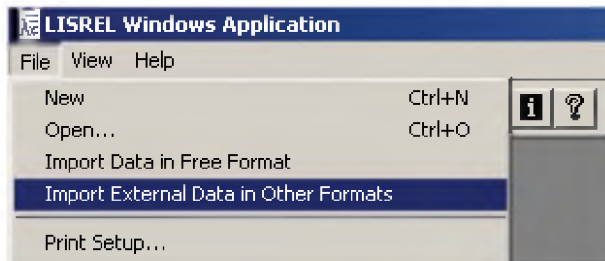 LISREL Windows Application
File View Help
New Ctrl+N
Open... Ctrl+O
Import Data in Free Format
Import External Data in Other Formats
Print Setup...